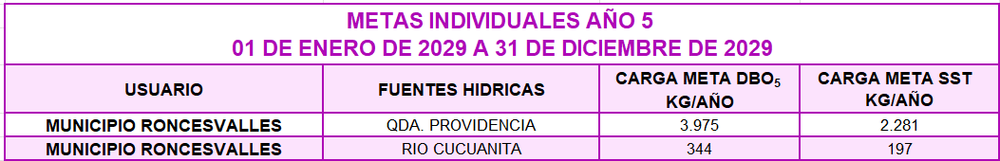 METAS INDIVIDUALES AÑO 5
01 DE ENERO DE 2029 A 31 DE DICIEMBRE DE 2029
USUARIO FUENTES HIDRICAS CARGA META DBO₅ KG/AÑO CARGA META SST KG/AÑO
MUNICIPIO RONCESVALLES QDA. PROVIDENCIA 3.975 2.281
MUNICIPIO RONCESVALLES RIO CUCUANITA 344 197